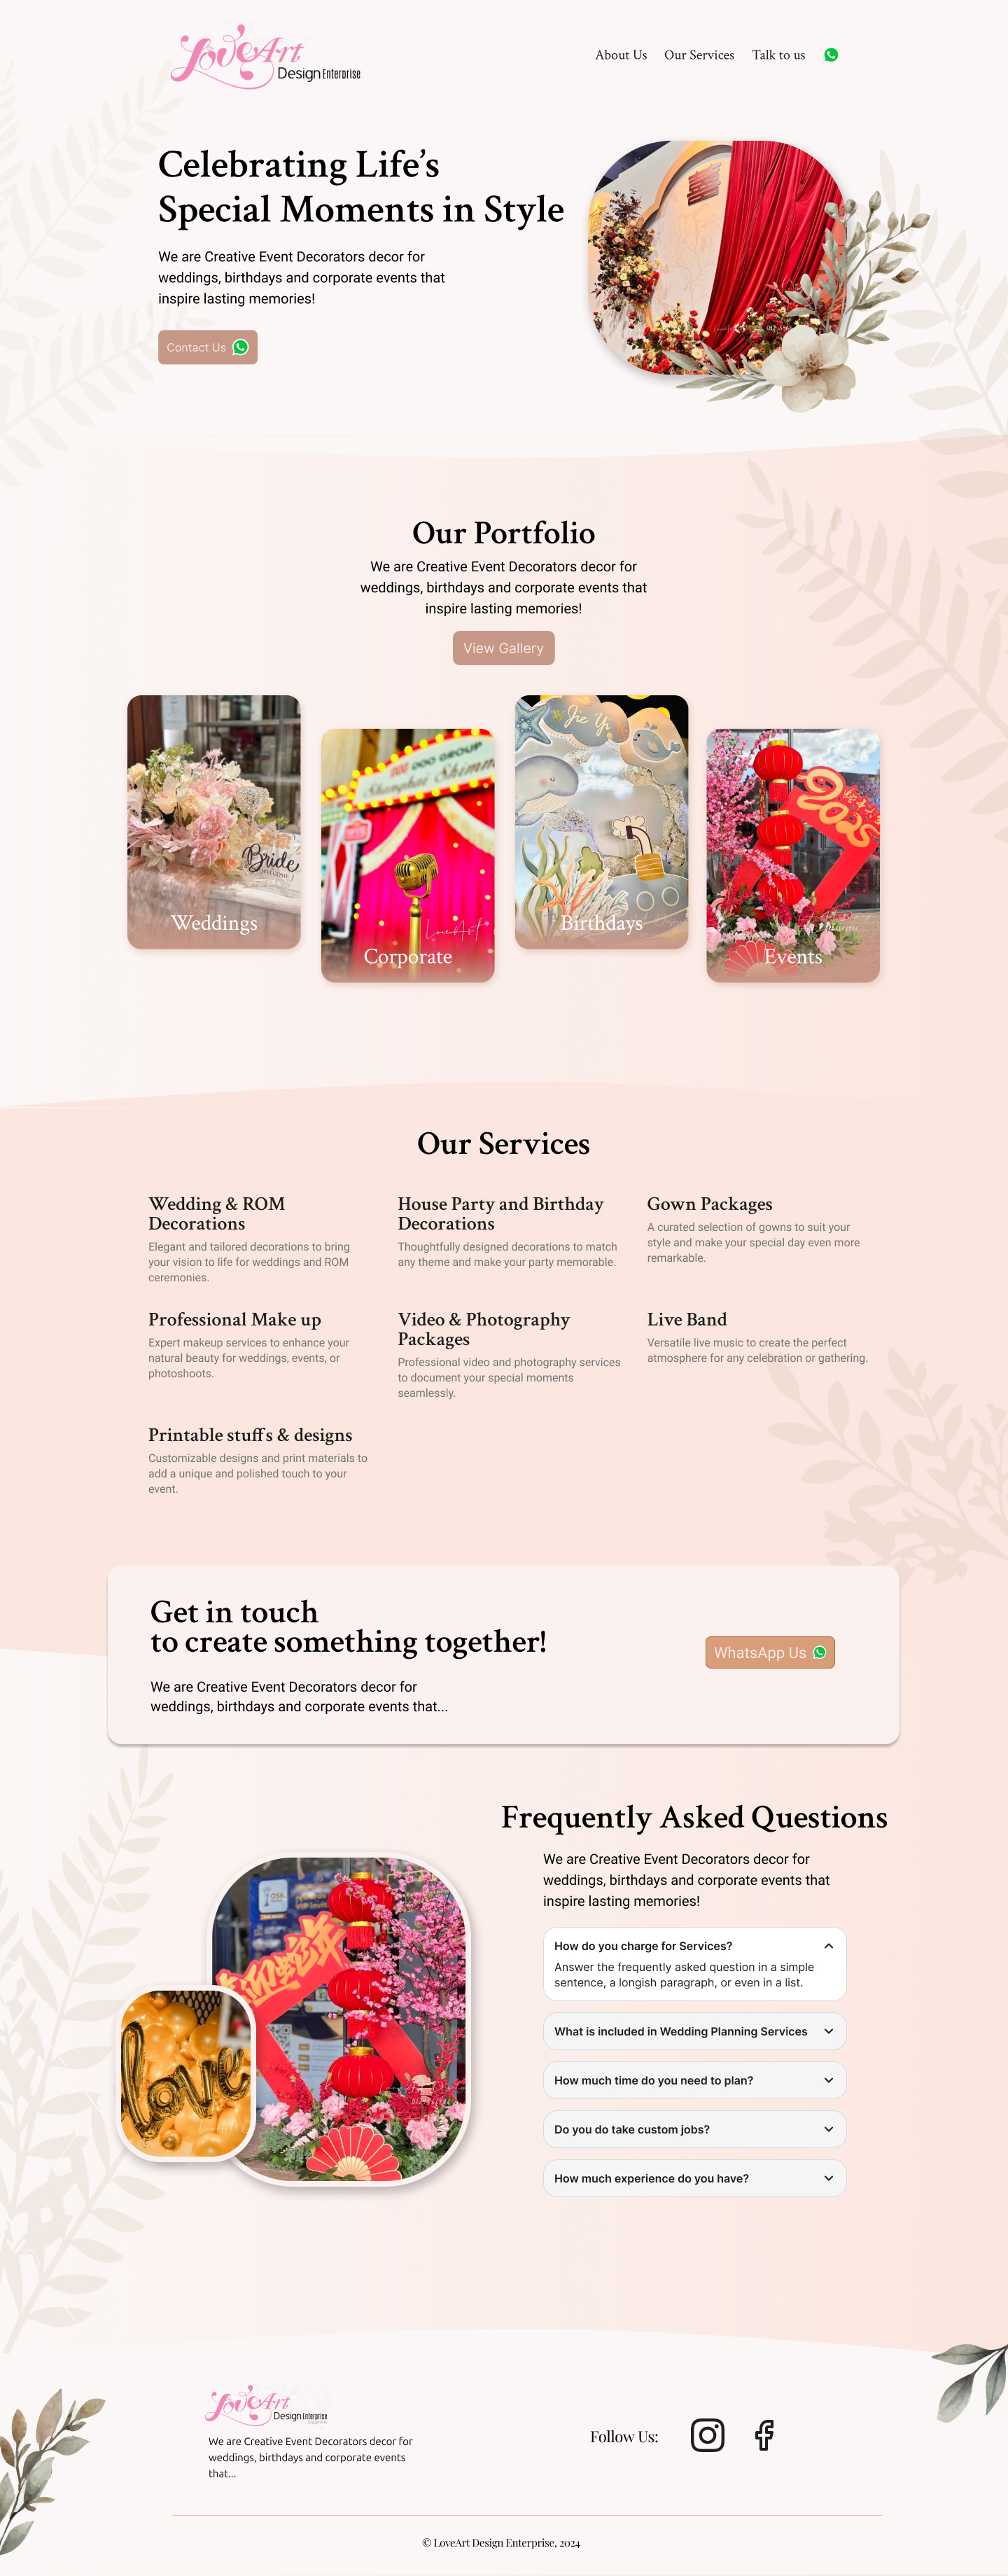 LoveArt
Design Enterprise
About Us
Our Services
Talk to us
Celebrating Life’s
Special Moments in Style
We are Creative Event Decorators decor for
weddings, birthdays and corporate events that
inspire lasting memories!
Contact Us
囍
Our Portfolio
We are Creative Event Decorators decor for
weddings, birthdays and corporate events that
inspire lasting memories!
View Gallery
Bride
WELCOME
Weddings
GROUP
LoveArt
Corporate
Jie Yi
Birthdays
2025
Events
Our Services
Wedding & ROM
Decorations
Elegant and tailored decorations to bring
your vision to life for weddings and ROM
ceremonies.
House Party and Birthday
Decorations
Thoughtfully designed decorations to match
any theme and make your party memorable.
Gown Packages
A curated selection of gowns to suit your
style and make your special day even more
remarkable.
Professional Make up
Expert makeup services to enhance your
natural beauty for weddings, events, or
photoshoots.
Video & Photography
Packages
Professional video and photography services
to document your special moments
seamlessly.
Live Band
Versatile live music to create the perfect
atmosphere for any celebration or gathering.
Printable stuffs & designs
Customizable designs and print materials to
add a unique and polished touch to your
event.
Get in touch
to create something together!
We are Creative Event Decorators decor for
weddings, birthdays and corporate events that...
WhatsApp Us
Frequently Asked Questions
We are Creative Event Decorators decor for
weddings, birthdays and corporate events that
inspire lasting memories!
How do you charge for Services?
Answer the frequently asked question in a simple
sentence, a longish paragraph, or even in a list.
What is included in Wedding Planning Services
How much time do you need to plan?
Do you do take custom jobs?
How much experience do you have?
love
LoveArt
Design Enterprise
We are Creative Event Decorators decor for
weddings, birthdays and corporate events
that...
Follow Us:
© LoveArt Design Enterprise, 2024